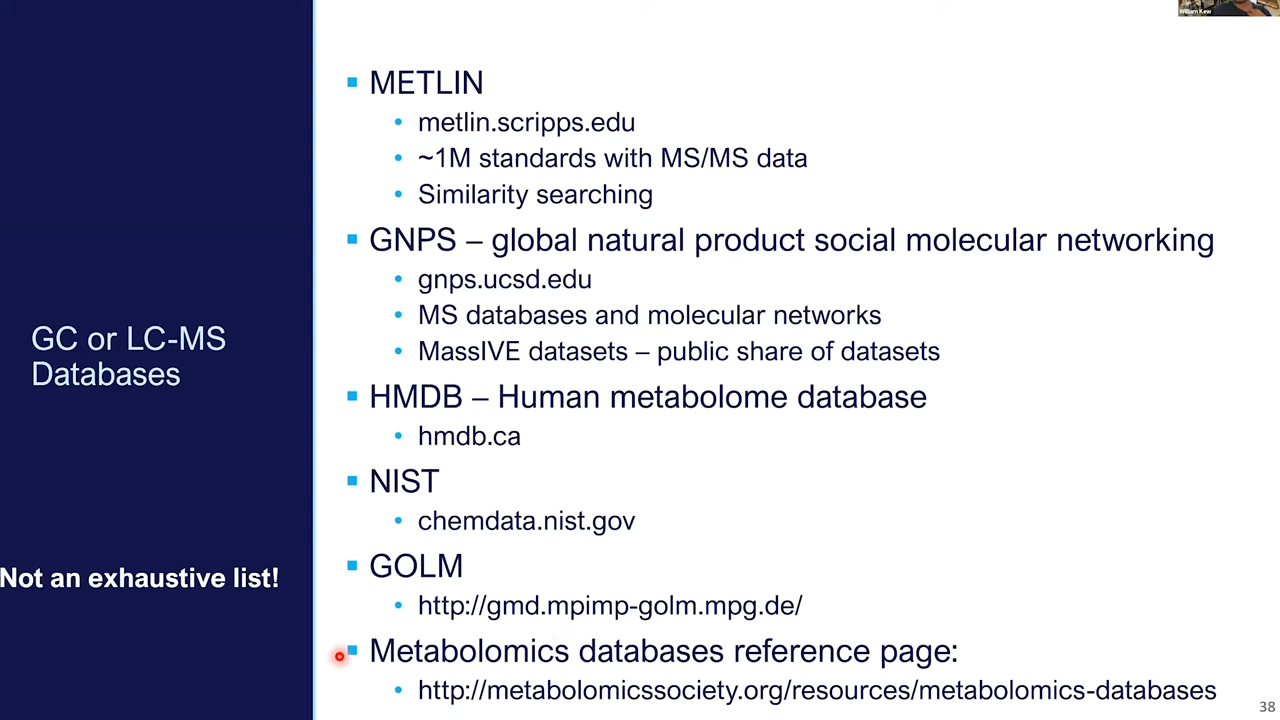 William Kew
GC or LC-MS
Databases
Not an exhaustive list!
METLIN
metlin.scripps.edu
~1M standards with MS/MS data
Similarity searching
GNPS – global natural product social molecular networking
gnps.ucsd.edu
MS databases and molecular networks
MassIVE datasets – public share of datasets
HMDB – Human metabolome database
hmdb.ca
NIST
chemdata.nist.gov
GOLM
http://gmd.mpimp-golm.mpg.de/
Metabolomics databases reference page:
http://metabolomicssociety.org/resources/metabolomics-databases
38